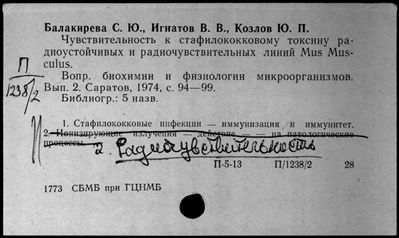 Балакирева С. Ю., Игнатов В. В., Козлов Ю. П.
Чувствительность к стафилококковому токсину ра-
диоустойчивых и радиочувствительных линий Mus Mus-
culus.
П
1238/2
Вопр. биохимии и физиологии микроорганизмов.
Вып. 2. Саратов, 1974, с. 94—99.
Библиогр.: 5 назв.
1. Стафилококковые инфекции — иммунизация и иммунитет.
2. Ионизирующие излучения — действие — — на патологические
процессы.
2. Радиочувствительность
П-5-13 П/1238/2 28
1773 СБМБ при ГЦНМБ